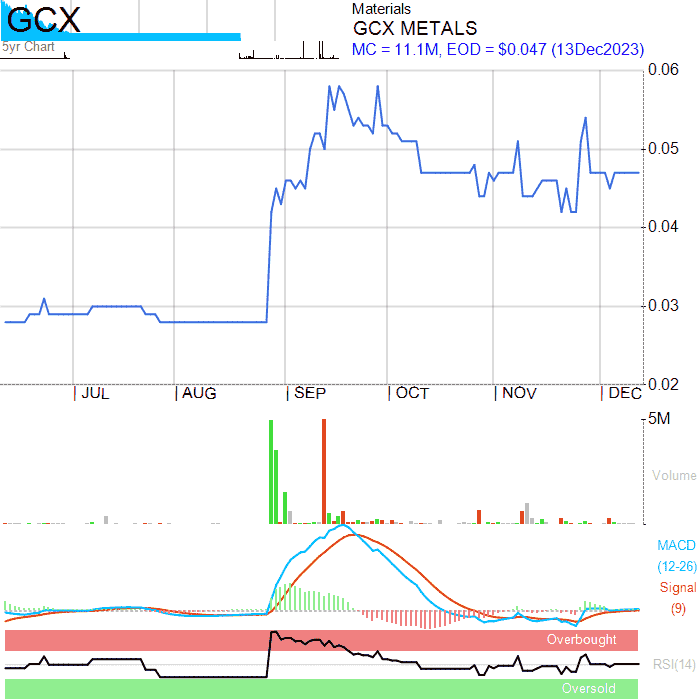 GCX
5yr Chart
Materials
GCX METALS
MC = 11.1M, EOD = $0.047 (13Dec2023)
0.06
0.05
0.04
0.03
0.02
JUL
AUG
SEP
OCT
NOV
DEC
5M
Volume
MACD
(12-26)
Signal
(9)
Overbought
RSI(14)
Oversold